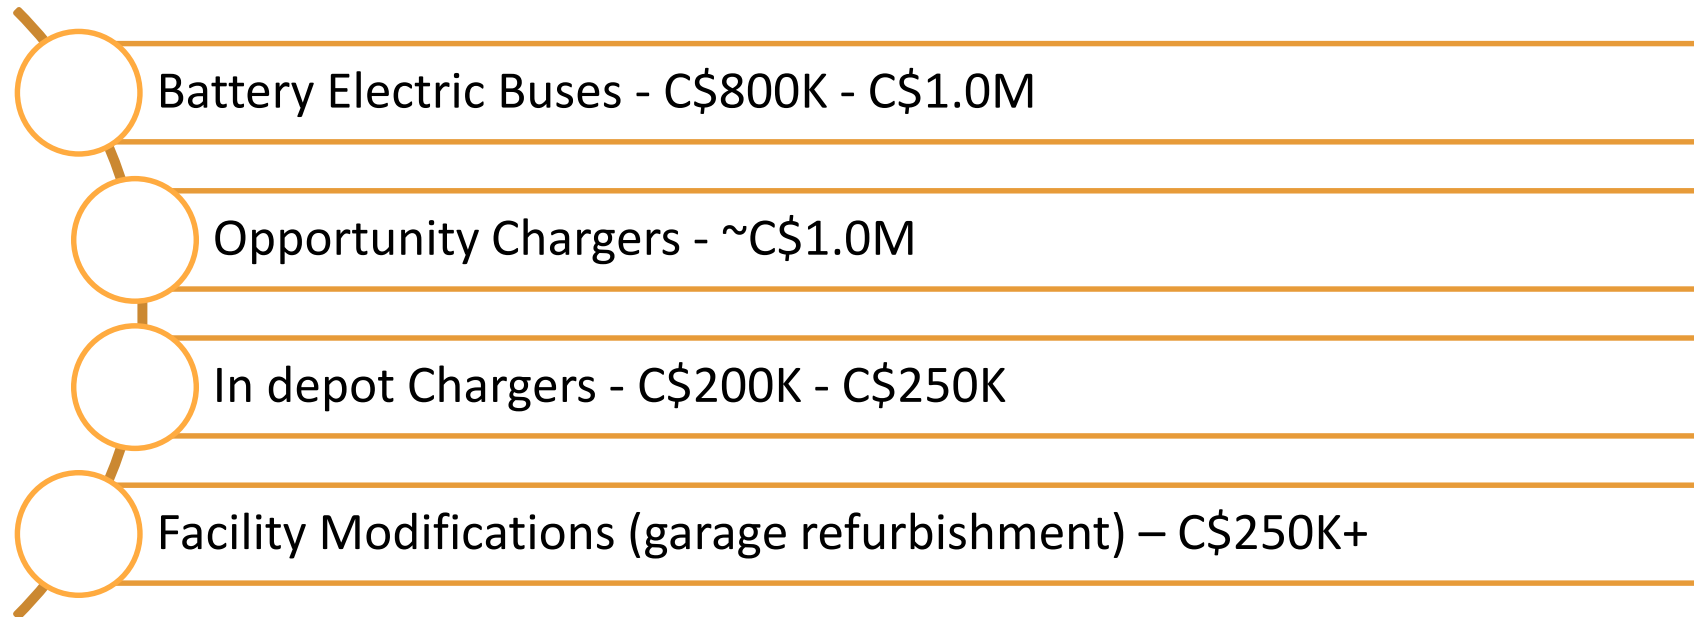 Battery Electric Buses - C$800K - C$1.0M
Opportunity Chargers - ~C$1.0M
In depot Chargers - C$200K - C$250K
Facility Modifications (garage refurbishment) – C$250K+